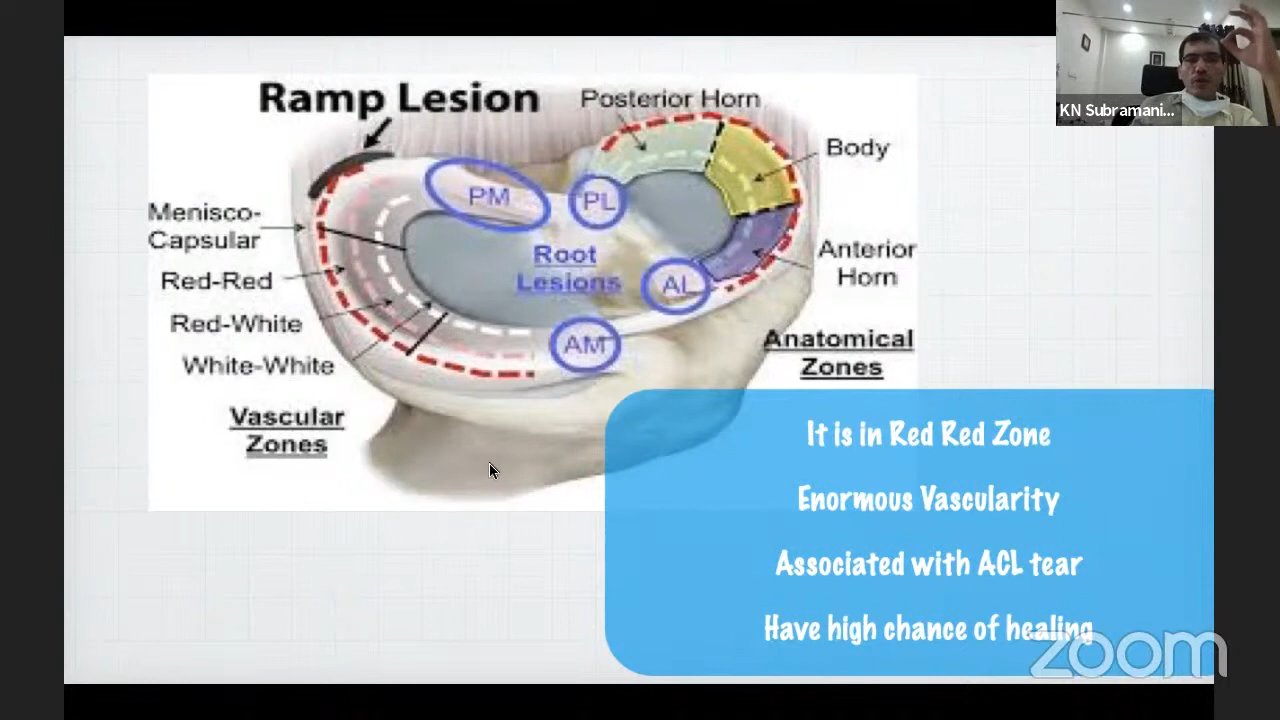 KN Subramani...
Ramp Lesion
Posterior Horn
Body
PM
PL
Menisco-
Capsular
Root
Lesions
Anterior
Horn
Red-Red
AL
Red-White
AM
White-White
Anatomical
Zones
Vascular
Zones
It is in Red Red Zone
Enormous Vascularity
Associated with ACL tear
Have high chance of healing
zoom